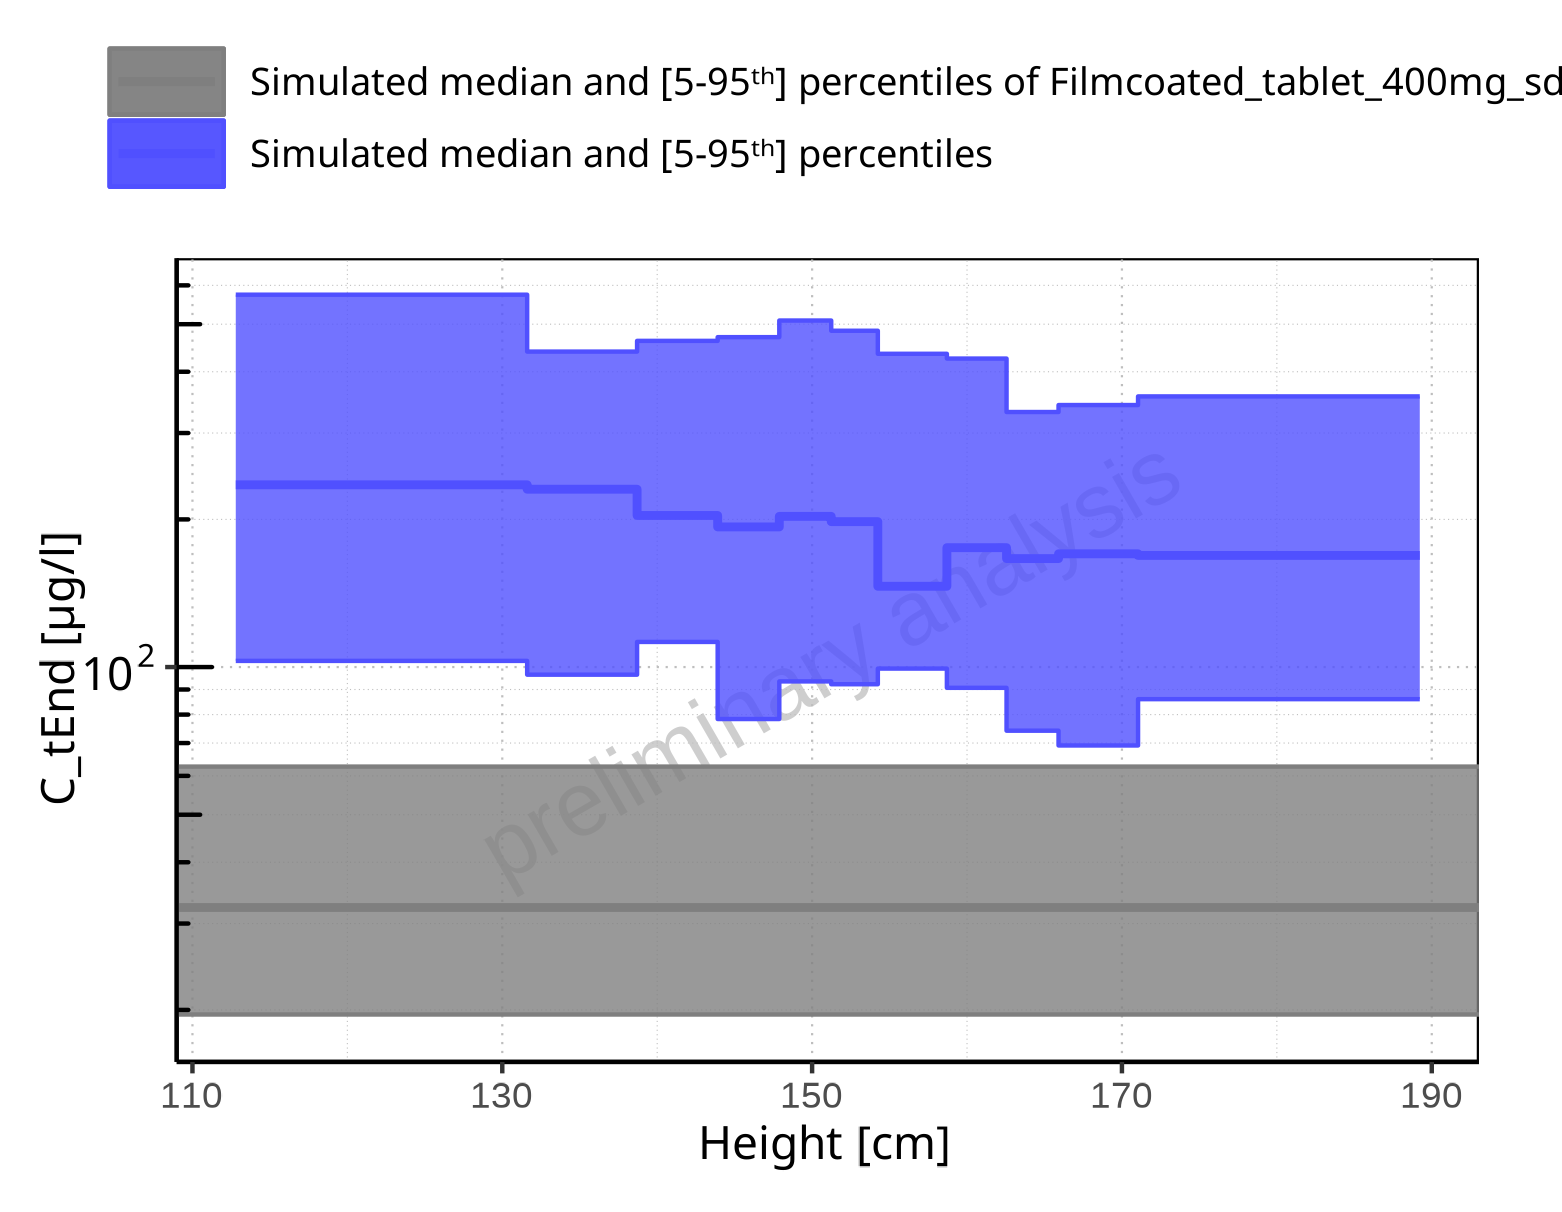 Simulated median and [5-95ᵗʰ] percentiles of Filmcoated_tablet_400mg_sd
Simulated median and [5-95ᵗʰ] percentiles
C_tEnd [µg/l]
10²
preliminary analysis
110 130 150 170 190
Height [cm]